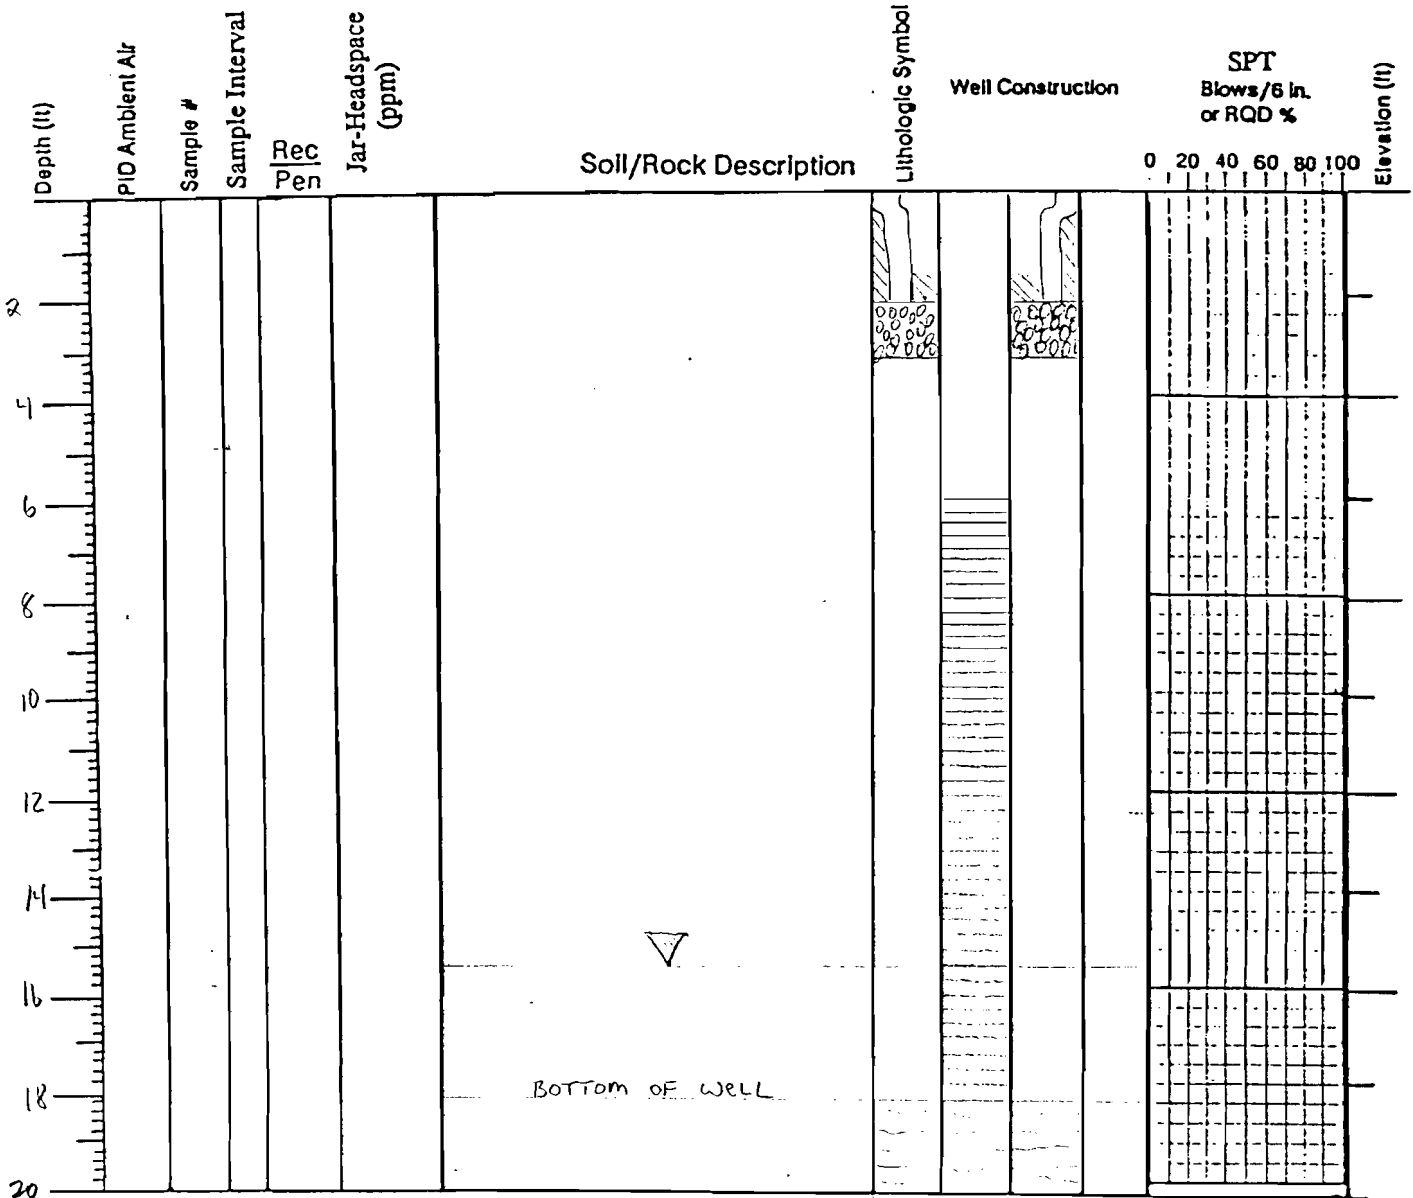 Depth (ft)
PID Ambient Air
Sample #
Sample Interval
Rec
Pen
Jar-Headspace
(ppm)
Soil/Rock Description
Lithologic Symbol
Well Construction
SPT
Blows/6 in.
or RQD %
0 20 40 60 80 100
Elevation (ft)
2
4
6
8
10
12
14
16
18
BOTTOM OF WELL
20